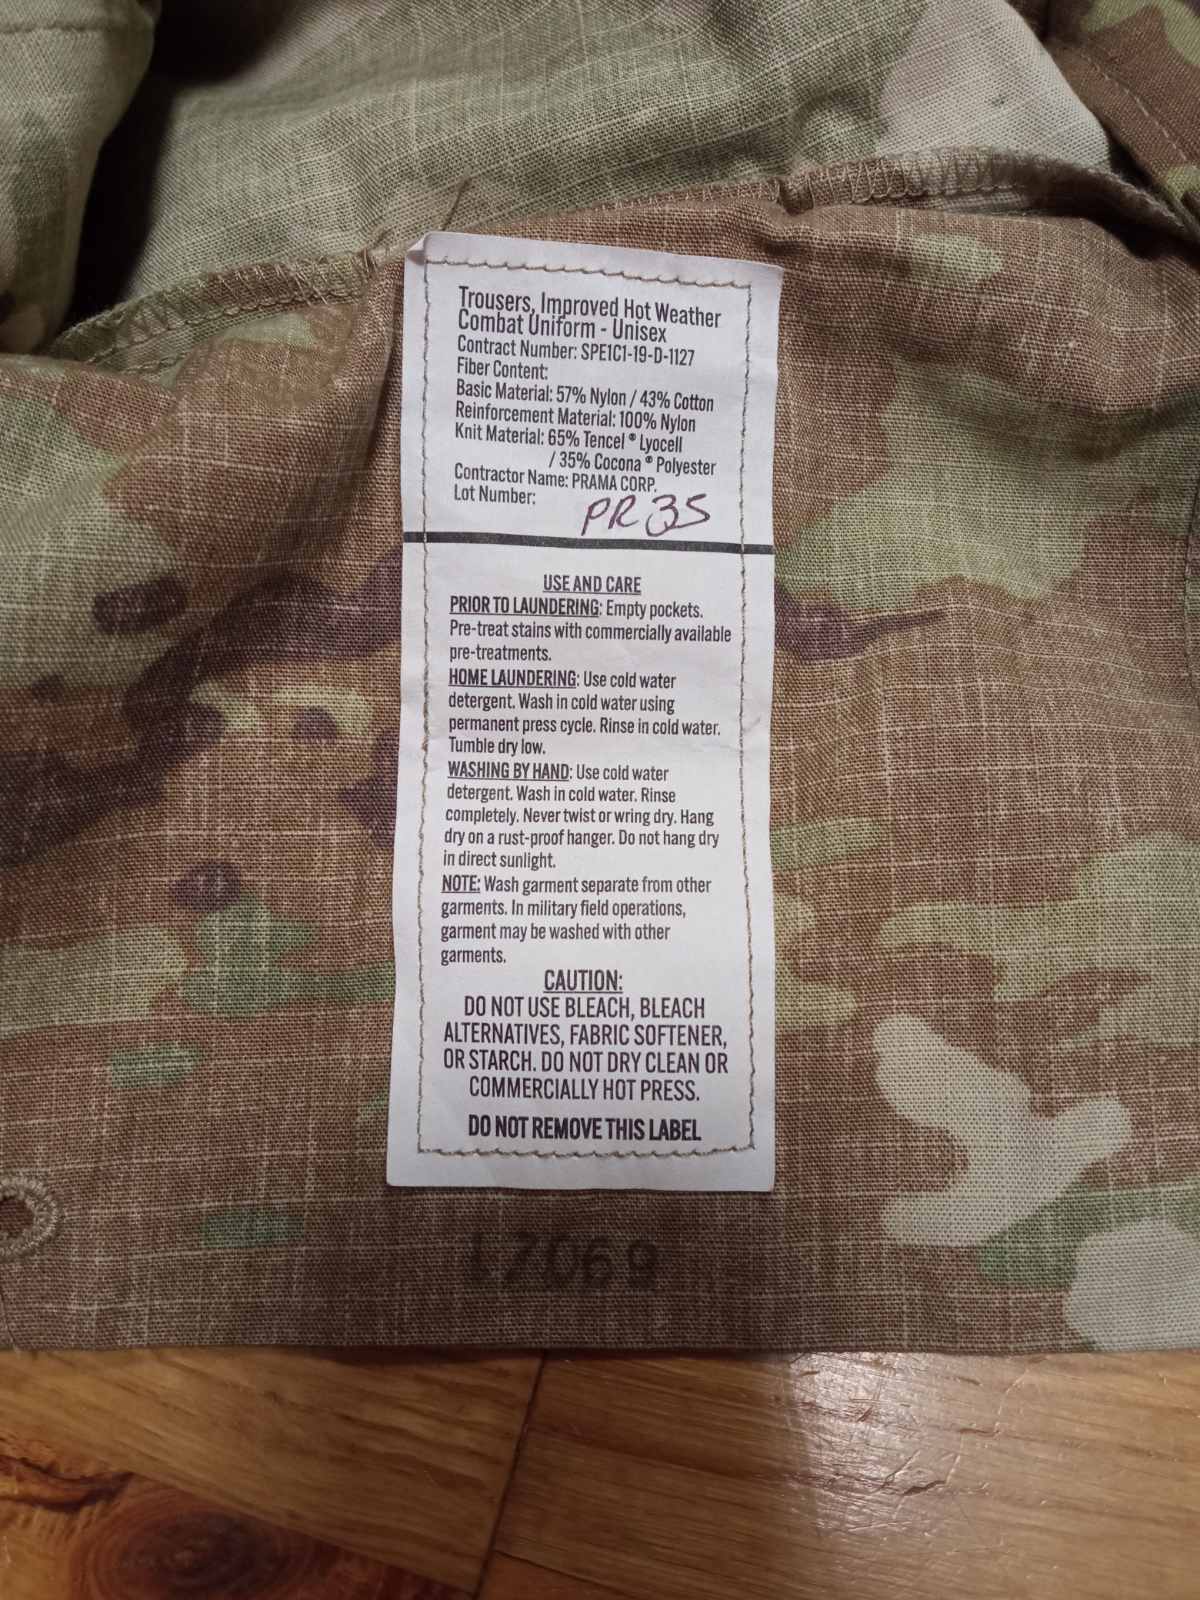 Trousers, Improved Hot Weather
Combat Uniform - Unisex
Contract Number: SPE1C1-19-D-1127
Fiber Content:
Basic Material: 57% Nylon / 43% Cotton
Reinforcement Material: 100% Nylon
Knit Material: 65% Tencel ® Lyocell
/ 35% Cocona ® Polyester
Contractor Name: PRAMA CORP.
Lot Number: PR 35
USE AND CARE
PRIOR TO LAUNDERING: Empty pockets.
Pre-treat stains with commercially available
pre-treatments.
HOME LAUNDERING: Use cold water
detergent. Wash in cold water using
permanent press cycle. Rinse in cold water.
Tumble dry low.
WASHING BY HAND: Use cold water
detergent. Wash in cold water. Rinse
completely. Never twist or wring dry. Hang
dry on a rust-proof hanger. Do not hang dry
in direct sunlight.
NOTE: Wash garment separate from other
garments. In military field operations,
garment may be washed with other
garments.
CAUTION:
DO NOT USE BLEACH, BLEACH
ALTERNATIVES, FABRIC SOFTENER,
OR STARCH. DO NOT DRY CLEAN OR
COMMERCIALLY HOT PRESS.
DO NOT REMOVE THIS LABEL
17069